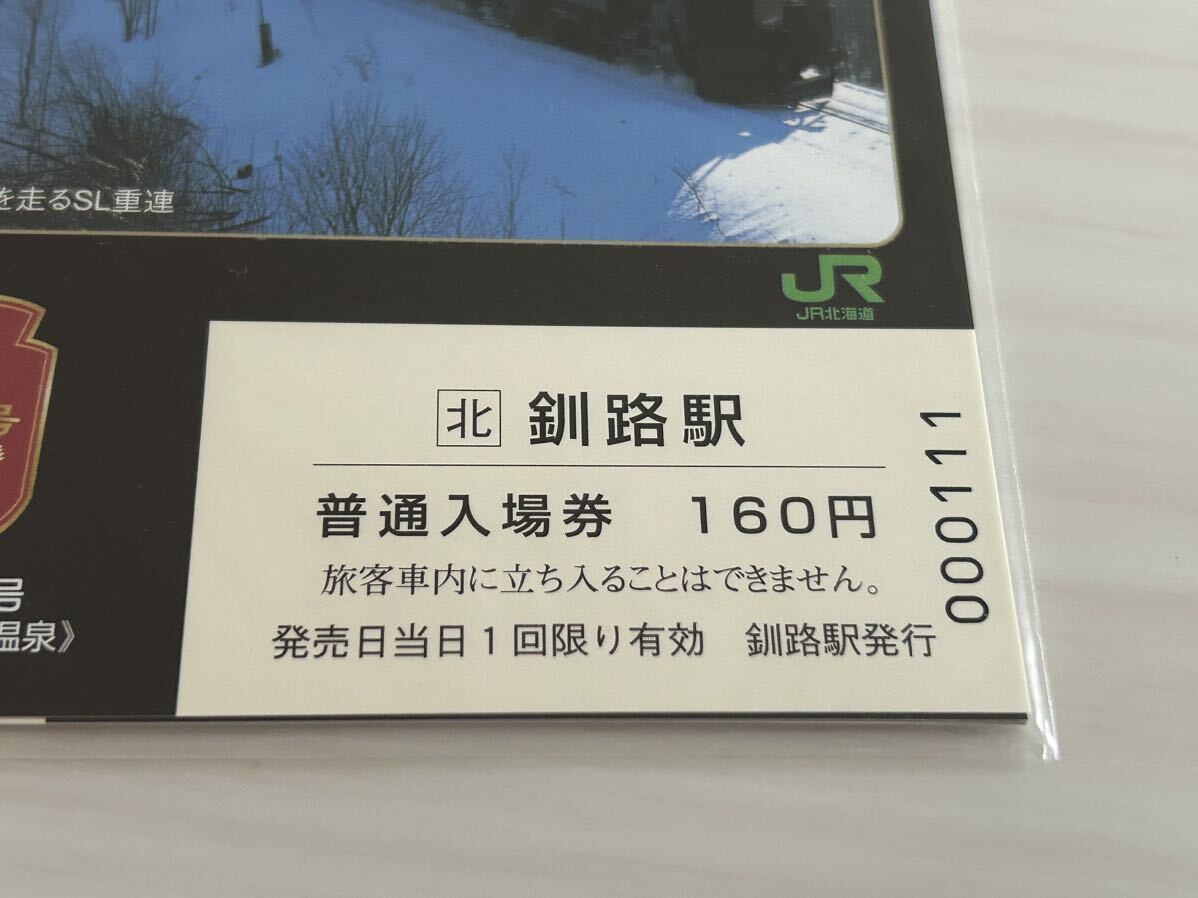 を走るSL重連
JR
JR北海道
北 釧路駅
普通入場券 160円
旅客車内に立ち入ることはできません。
発売日当日1回限り有効 釧路駅発行
000111
号
号
温泉》